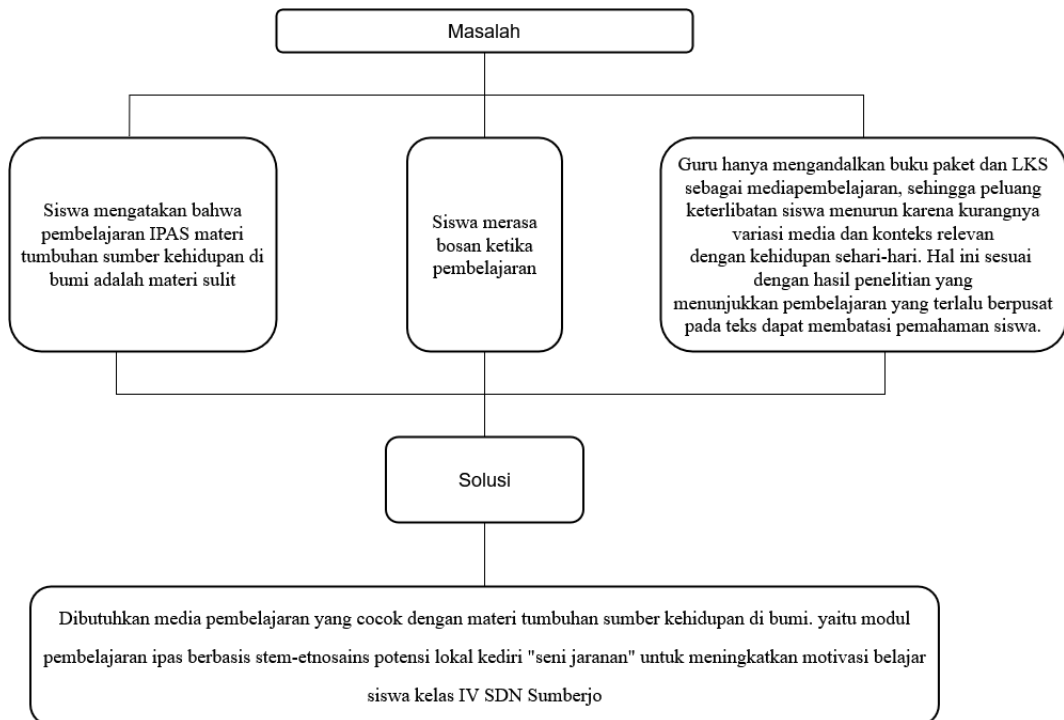 Masalah
Siswa mengatakan bahwa
pembelajaran IPAS materi
tumbuhan sumber kehidupan di
bumi adalah materi sulit
Siswa merasa
bosan ketika
pembelajaran
Guru hanya mengandalkan buku paket dan LKS
sebagai mediapembelajaran, sehingga peluang
keterlibatan siswa menurun karena kurangnya
variasi media dan konteks relevan
dengan kehidupan sehari-hari. Hal ini sesuai
dengan hasil penelitian yang
menunjukkan pembelajaran yang terlalu berpusat
pada teks dapat membatasi pemahaman siswa.
Solusi
Dibutuhkan media pembelajaran yang cocok dengan materi tumbuhan sumber kehidupan di bumi. yaitu modul
pembelajaran ipas berbasis stem-etnosains potensi lokal kediri "seni jaranan" untuk meningkatkan motivasi belajar
siswa kelas IV SDN Sumberjo